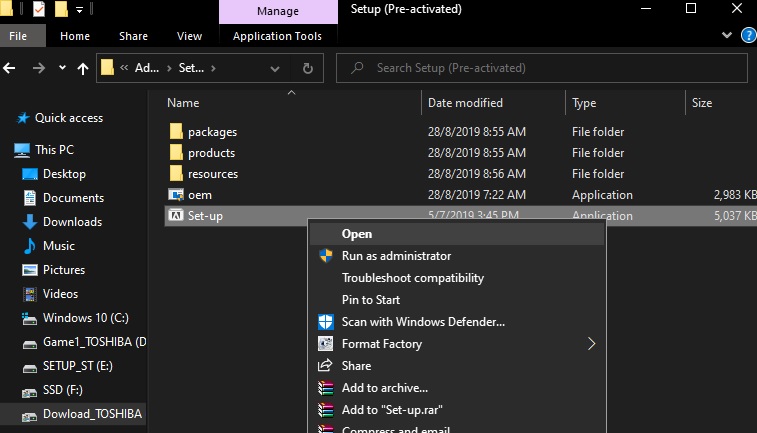 Manage
Setup (Pre-activated)
File
Home
Share
View
Application Tools
Ad...
Set...
Search Setup (Pre-activated)
Name
Date modified
Type
Size
Quick access
This PC
Desktop
Documents
Downloads
Music
Pictures
Videos
Windows 10 (C:)
Game1_TOSHIBA (D
SETUP_ST (E:)
SSD (F:)
Dowload_TOSHIBA
packages 28/8/2019 8:55 AM File folder
products 28/8/2019 8:55 AM File folder
resources 28/8/2019 8:56 AM File folder
oem 28/8/2019 7:22 AM Application 2,983 KB
Set-up 5/7/2019 3:45 PM Application 5,037 KB
Open
Run as administrator
Troubleshoot compatibility
Pin to Start
Scan with Windows Defender...
Format Factory
Share
Add to archive...
Add to "Set-up.rar"
Compress and email